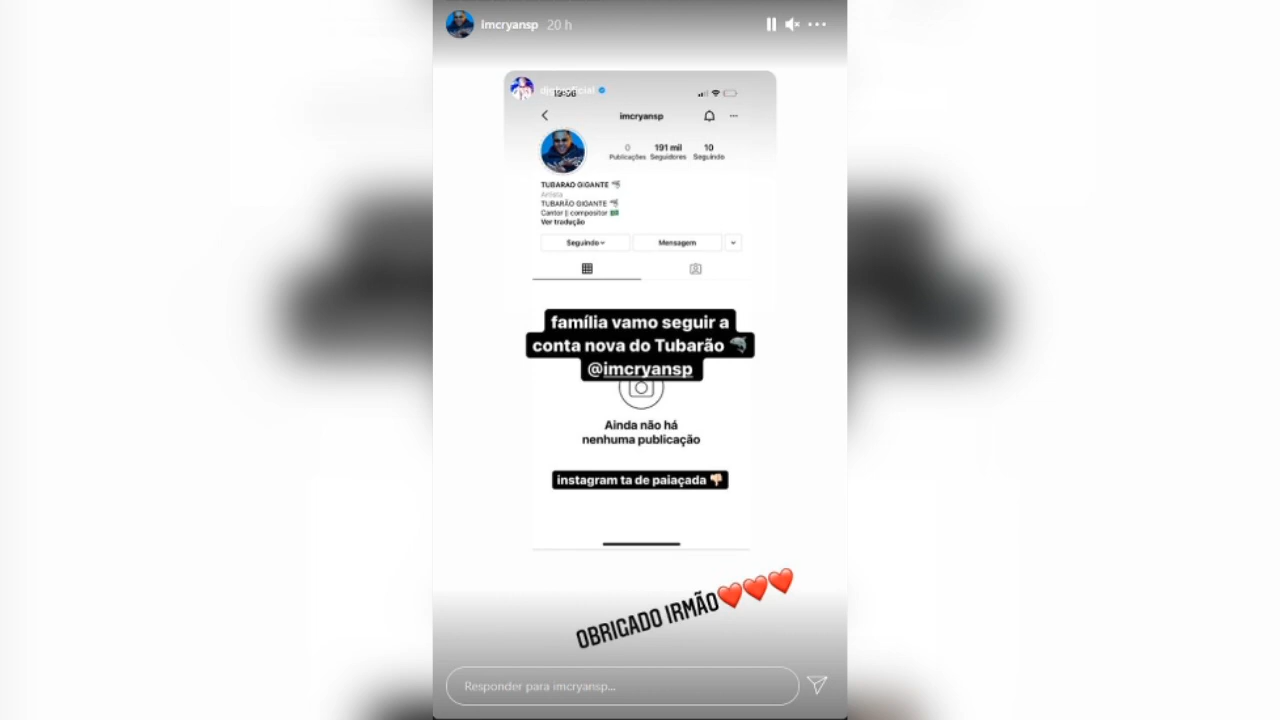 imcryansp 20 h
19:06
imcryansp
0 191 mil 10
Publicações Seguidores Seguindo
TUBARAO GIGANTE
Artista
TUBARÃO GIGANTE
Cantor || compositor
Ver tradução
Seguindo Mensagem
família vamo seguir a
conta nova do Tubarão
@imcryansp
Ainda não há
nenhuma publicação
instagram ta de paiaçada
OBRIGADO IRMÃO
Responder para imcryansp...